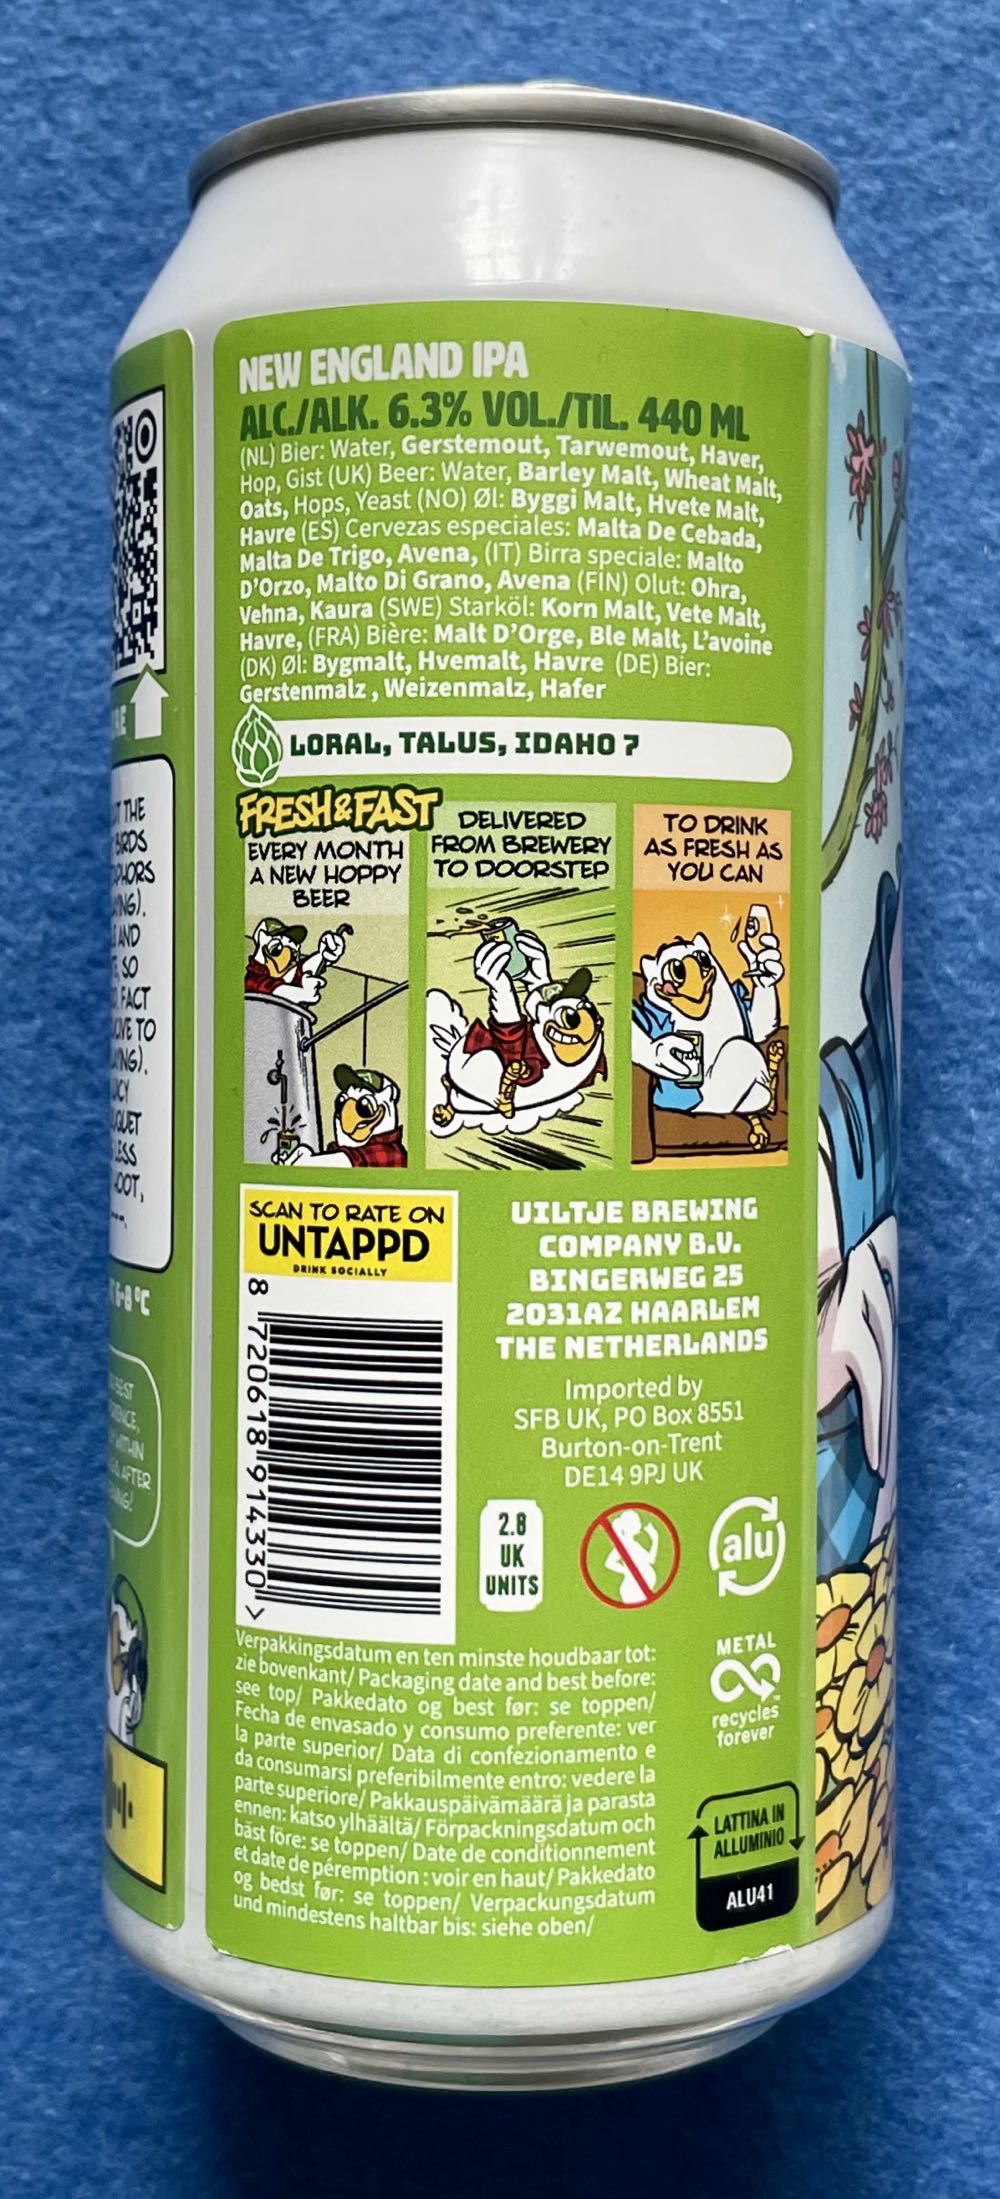 NEW ENGLAND IPA
ALC./ALK. 6.3% VOL./TIL. 440 ML
(NL) Bier: Water, Gerstemout, Tarwemout, Haver,
Hop, Gist (UK) Beer: Water, Barley Malt, Wheat Malt,
Oats, Hops, Yeast (NO) Øl: Byggi Malt, Hvete Malt,
Havre (ES) Cervezas especiales: Malta De Cebada,
Malta De Trigo, Avena, (IT) Birra speciale: Malto
D'Orzo, Malto Di Grano, Avena (FIN) Olut: Ohra,
Vehna, Kaura (SWE) Starköl: Korn Malt, Vete Malt,
Havre, (FRA) Bière: Malt D'Orge, Ble Malt, L'avoine
(DK) Øl: Bygmalt, Hvemalt, Havre (DE) Bier:
Gerstenmalz , Weizenmalz, Hafer
LORAL, TALUS, IDAHO 7
FRESH&FAST
EVERY MONTH
A NEW HOPPY
BEER
DELIVERED
FROM BREWERY
TO DOORSTEP
TO DRINK
AS FRESH AS
YOU CAN
SCAN TO RATE ON
UNTAPPD
DRINK SOCIALLY
8 720618 914330 >
UILTJE BREWING
COMPANY B.V.
BINGERWEG 25
2031AZ HAARLEM
THE NETHERLANDS
Imported by
SFB UK, PO Box 8551
Burton-on-Trent
DE14 9PJ UK
2.8
UK
UNITS
alu
METAL
recycles
forever
LATTINA IN
ALLUMINIO
ALU41
Verpakkingsdatum en ten minste houdbaar tot:
zie bovenkant/ Packaging date and best before:
see top/ Pakkedato og best før: se toppen/
Fecha de envasado y consumo preferente: ver
la parte superior/ Data di confezionamento e
da consumarsi preferibilmente entro: vedere la
parte superiore/ Pakkauspäivämäärä ja parasta
ennen: katso ylhäältä/ Förpackningsdatum och
bäst före: se toppen/ Date de conditionnement
et date de péremption : voir en haut/ Pakkedato
og bedst før: se toppen/ Verpackungsdatum
und mindestens haltbar bis: siehe oben/
THE
BIRDS
AND
SO
FACT
TO
6-8 °C
BEST
WITHIN
AFTER